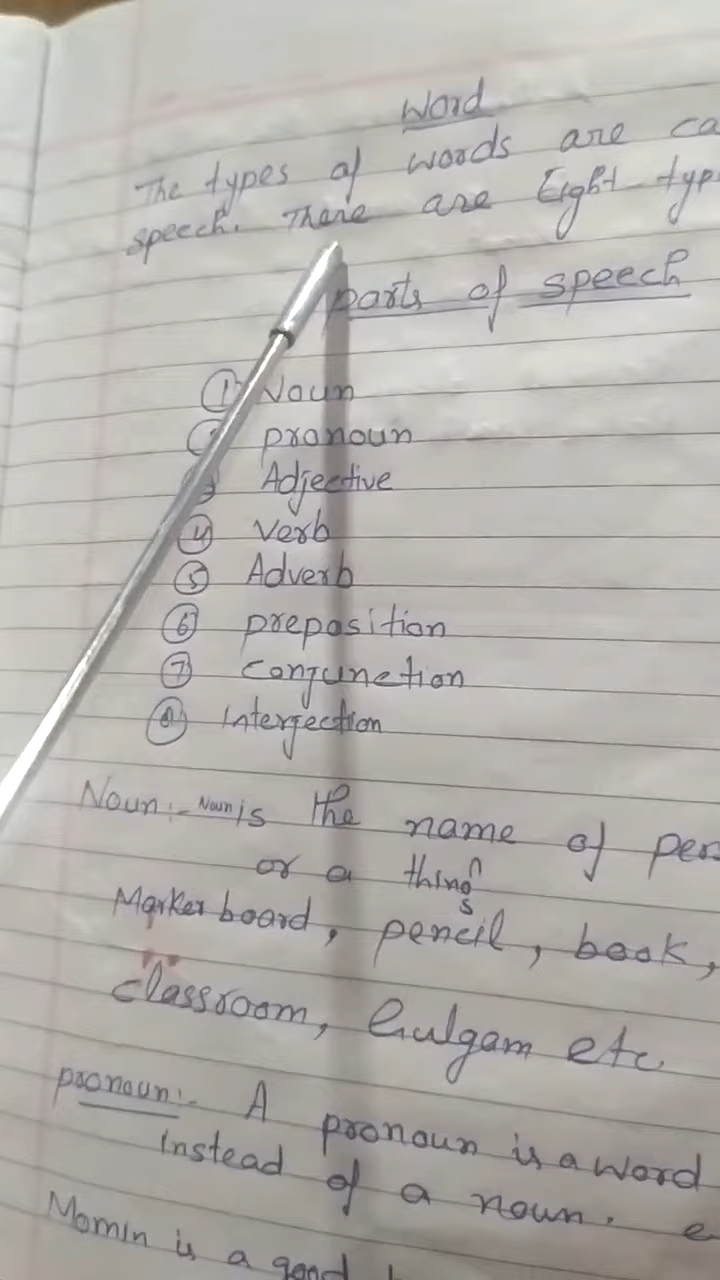 Word
The types of words are ca
speech. There are Eight typ
parts of speech
① Noun
pronoun
3 Adjective
④ Verb
⑤ Adverb
⑥ preposition
⑦ Conjunction
⑧ Interjection
Noun:- Noun is the name of per
or a things
Marker board, pencil, book,
Classroom, Gulgam etc.
pronoun:- A pronoun is a word
instead of a noun. e
Momin is a good